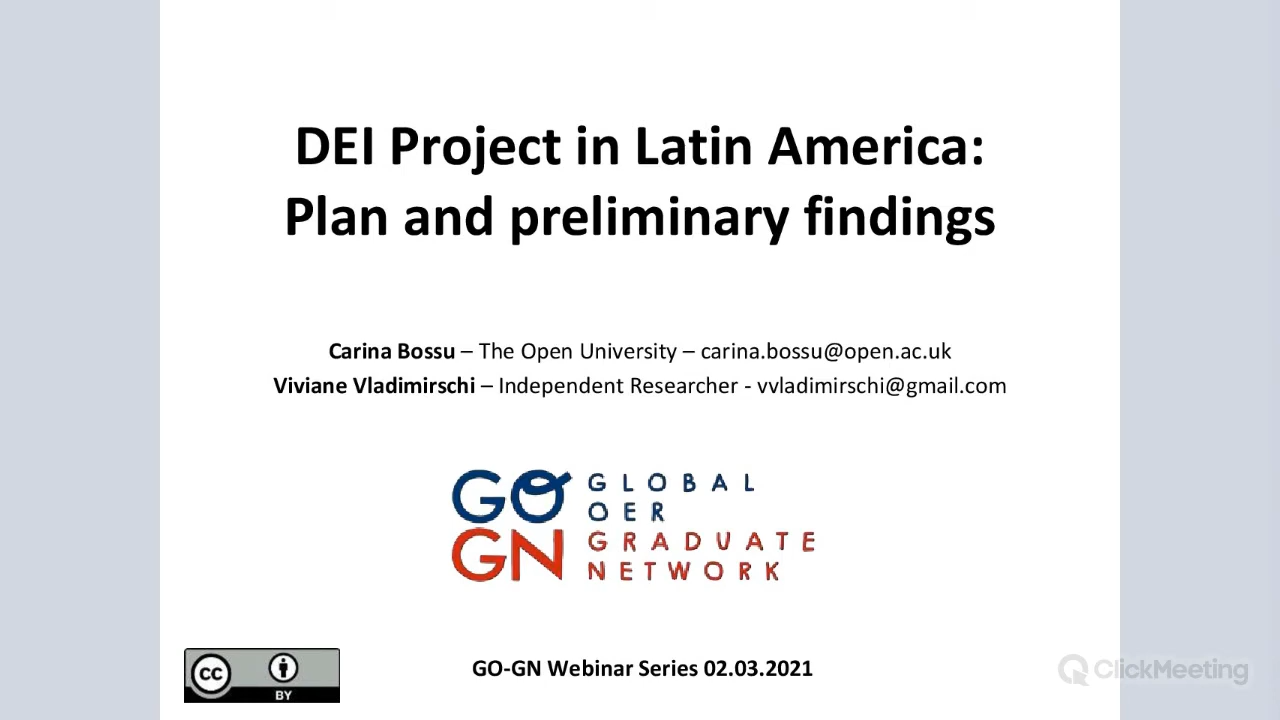 DEI Project in Latin America:
Plan and preliminary findings
Carina Bossu – The Open University – carina.bossu@open.ac.uk
Viviane Vladimirschi – Independent Researcher - vvladimirschi@gmail.com
GO GLOBAL
OER
GN GRADUATE
NETWORK
CC BY
GO-GN Webinar Series 02.03.2021
ClickMeeting